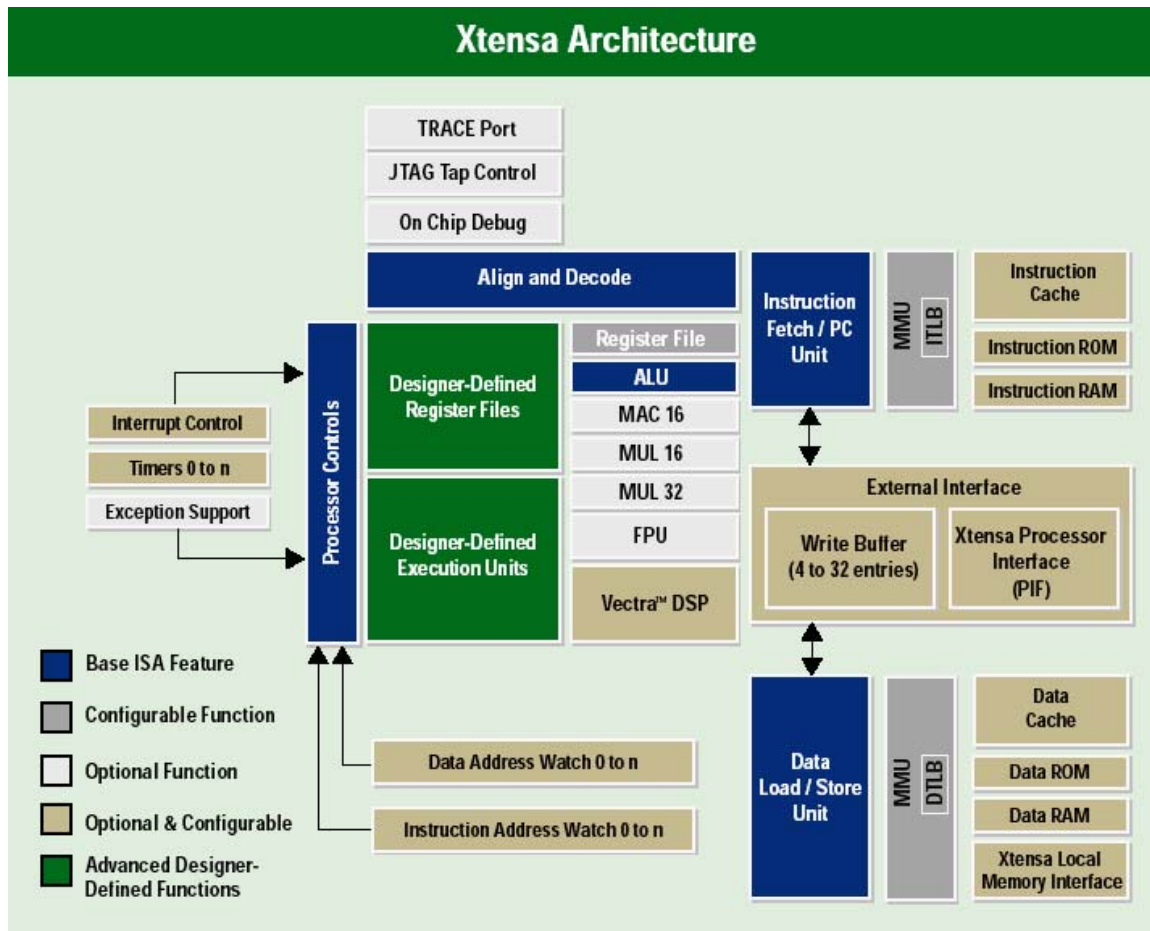 Xtensa Architecture
TRACE Port
JTAG Tap Control
On Chip Debug
Align and Decode
Instruction
Fetch / PC
Unit
MMU
ITLB
Instruction
Cache
Instruction ROM
Instruction RAM
Processor Controls
Designer-Defined
Register Files
Register File
ALU
MAC 16
MUL 16
MUL 32
FPU
Vectra™ DSP
Designer-Defined
Execution Units
Interrupt Control
Timers 0 to n
Exception Support
External Interface
Write Buffer
(4 to 32 entries)
Xtensa Processor
Interface
(PIF)
Base ISA Feature
Configurable Function
Optional Function
Optional & Configurable
Advanced Designer-
Defined Functions
Data Address Watch 0 to n
Instruction Address Watch 0 to n
Data
Load / Store
Unit
MMU
DTLB
Data
Cache
Data ROM
Data RAM
Xtensa Local
Memory Interface